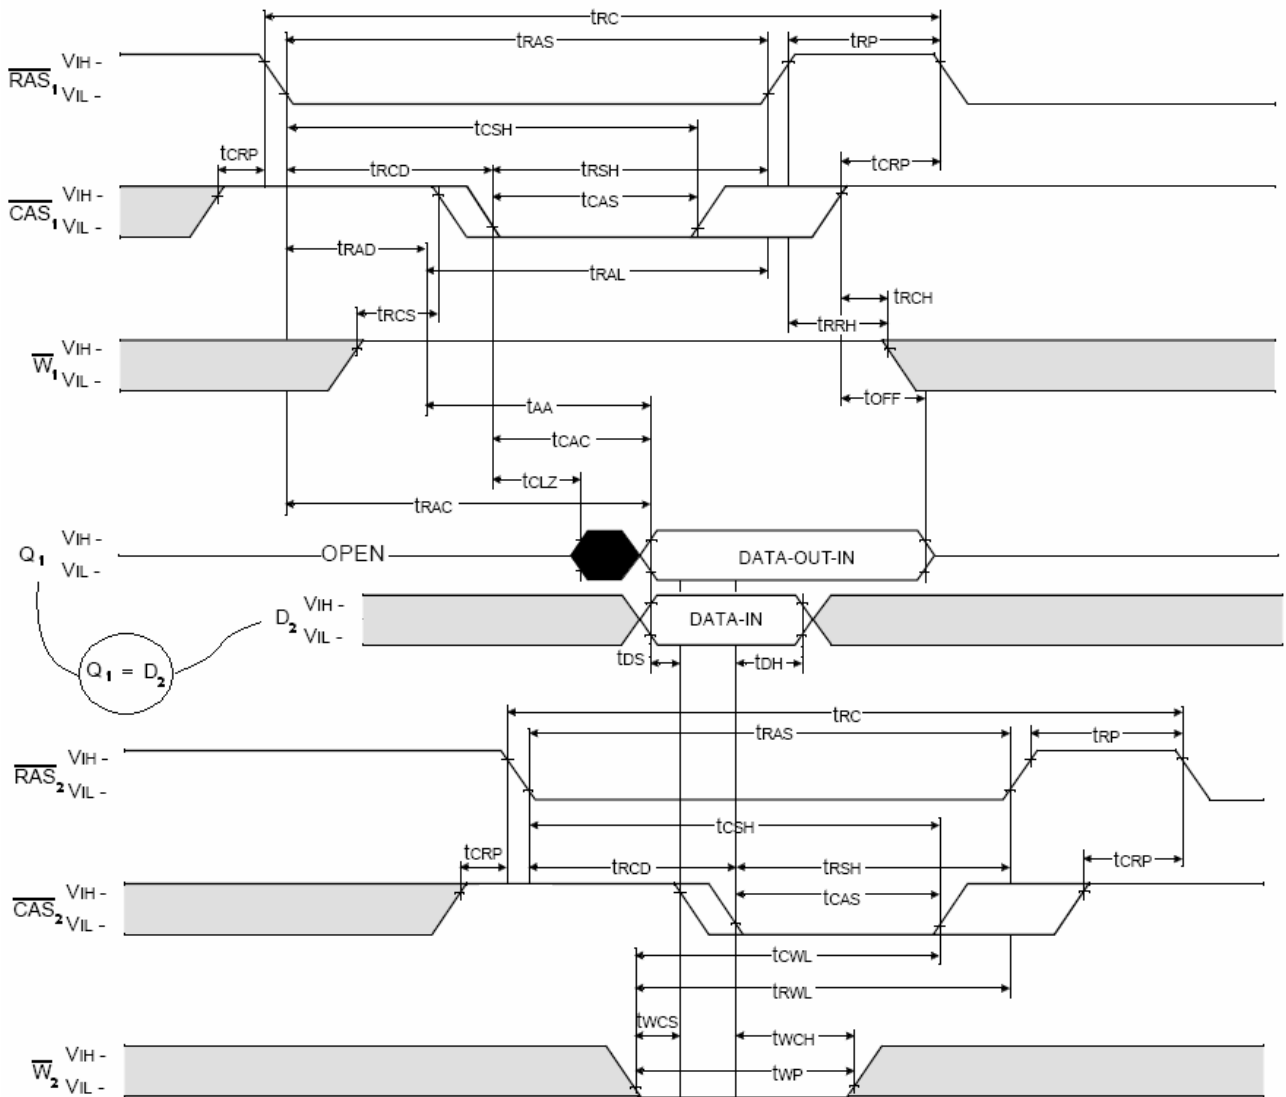 tRC
tRAS
tRP
RAS1
VIH -
VIL -
tCSH
tCRP
tRCD
tRSH
tCRP
CAS1
VIH -
VIL -
tCAS
tRAD
tRAL
tRCS
tRCH
tRRH
W1
VIH -
VIL -
tAA
tOFF
tCAC
tCLZ
tRAC
Q1
VIH -
VIL -
OPEN
DATA-OUT-IN
D2
VIH -
VIL -
DATA-IN
tDS
tDH
Q1 = D2
tRC
tRAS
tRP
RAS2
VIH -
VIL -
tCSH
tCRP
tRCD
tRSH
tCRP
CAS2
VIH -
VIL -
tCAS
tCWL
tRWL
tWCS
tWCH
tWP
W2
VIH -
VIL -